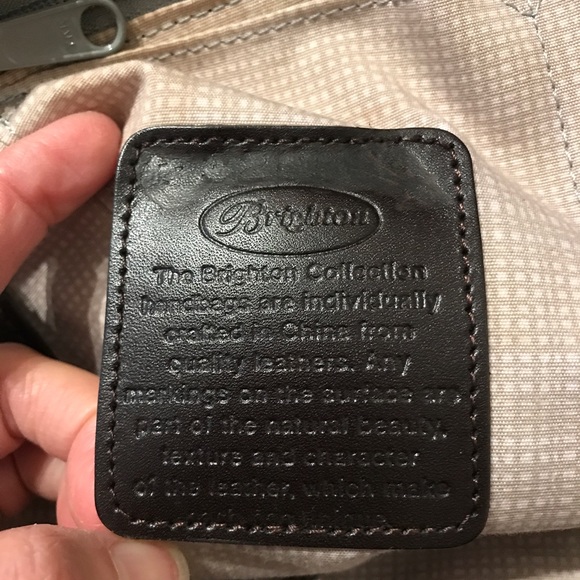 Brighton
The Brighton Collection
handbags are individually
crafted in China from
quality leathers. Any
markings on the surface are
part of the natural beauty,
texture and character
of the leather, which make